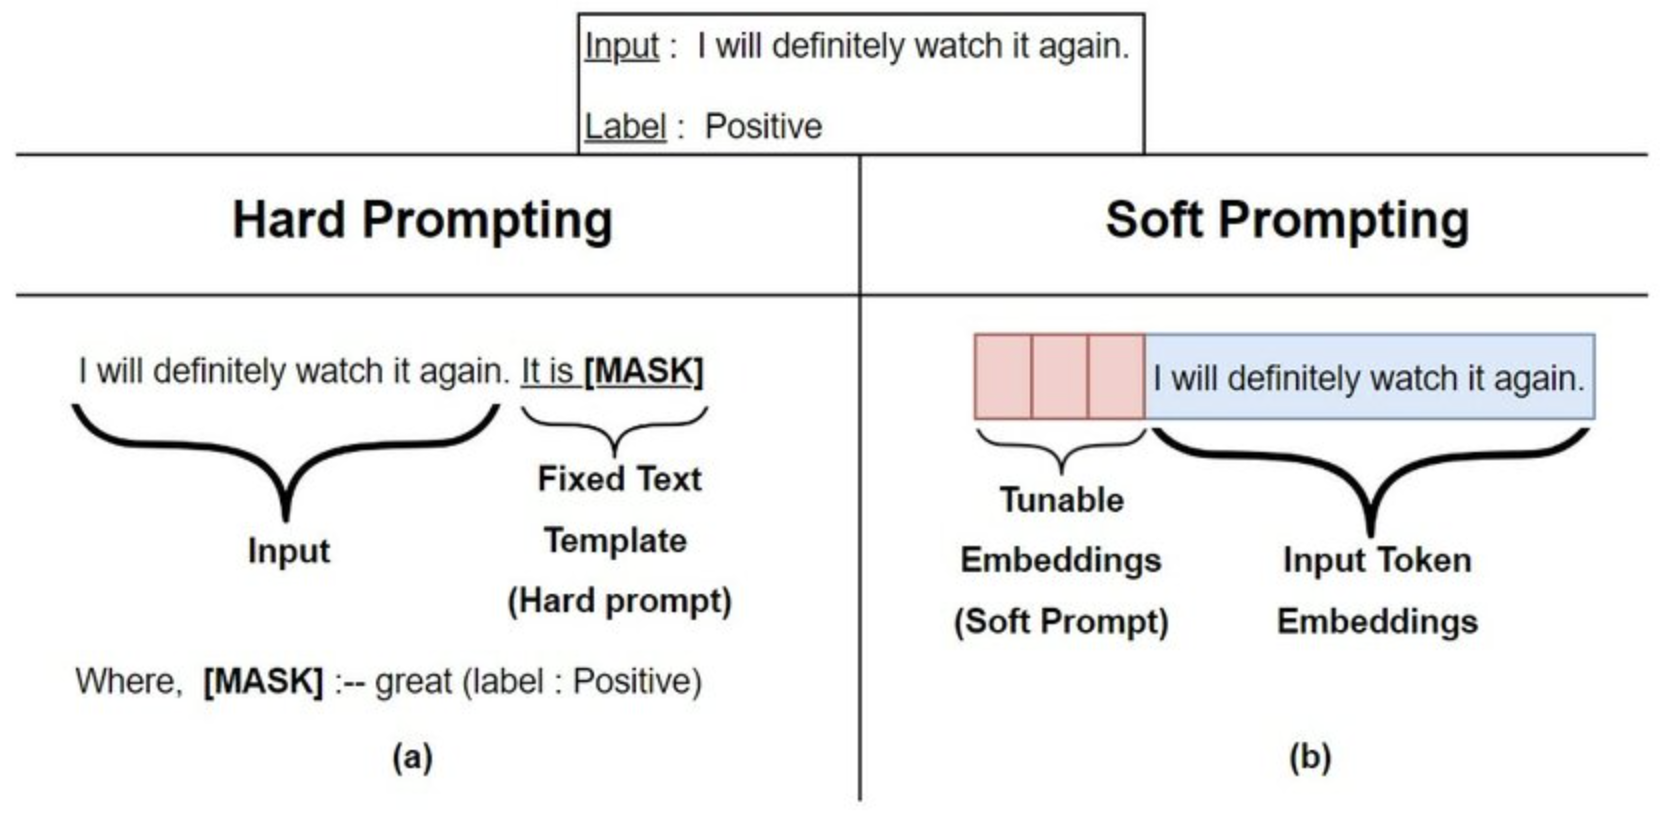 Input : I will definitely watch it again.
Label : Positive
Hard Prompting
Soft Prompting
I will definitely watch it again. It is [MASK]
Input
Fixed Text
Template
(Hard prompt)
Where, [MASK] :-- great (label : Positive)
(a)
I will definitely watch it again.
Tunable
Embeddings
(Soft Prompt)
Input Token
Embeddings
(b)